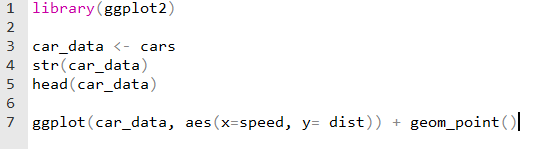 1 library(ggplot2)
2
3 car_data <- cars
4 str(car_data)
5 head(car_data)
6
7 ggplot(car_data, aes(x=speed, y= dist)) + geom_point()